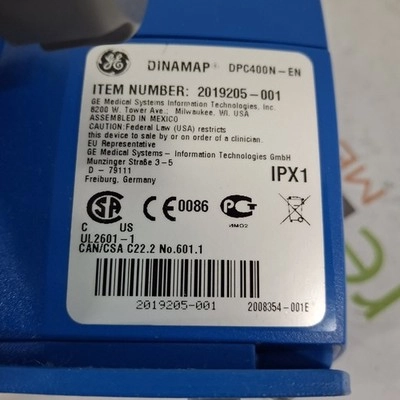 GE DINAMAP® DPC400N-EN
ITEM NUMBER: 2019205-001
GE Medical Systems Information Technologies, Inc.
8200 W. Tower Ave.; Milwaukee, WI. USA
ASSEMBLED IN MEXICO
CAUTION:Federal Law (USA) restricts
this device to sale by or on order of a clinician.
EU Representative
GE Medical Systems - Information Technologies GmbH
Munzinger Straße 3-5
D - 79111
Freiburg, Germany
IPX1
C US
CE 0086
UL2601-1
CAN/CSA C22.2 No.601.1
2019205-001
2008354-001E